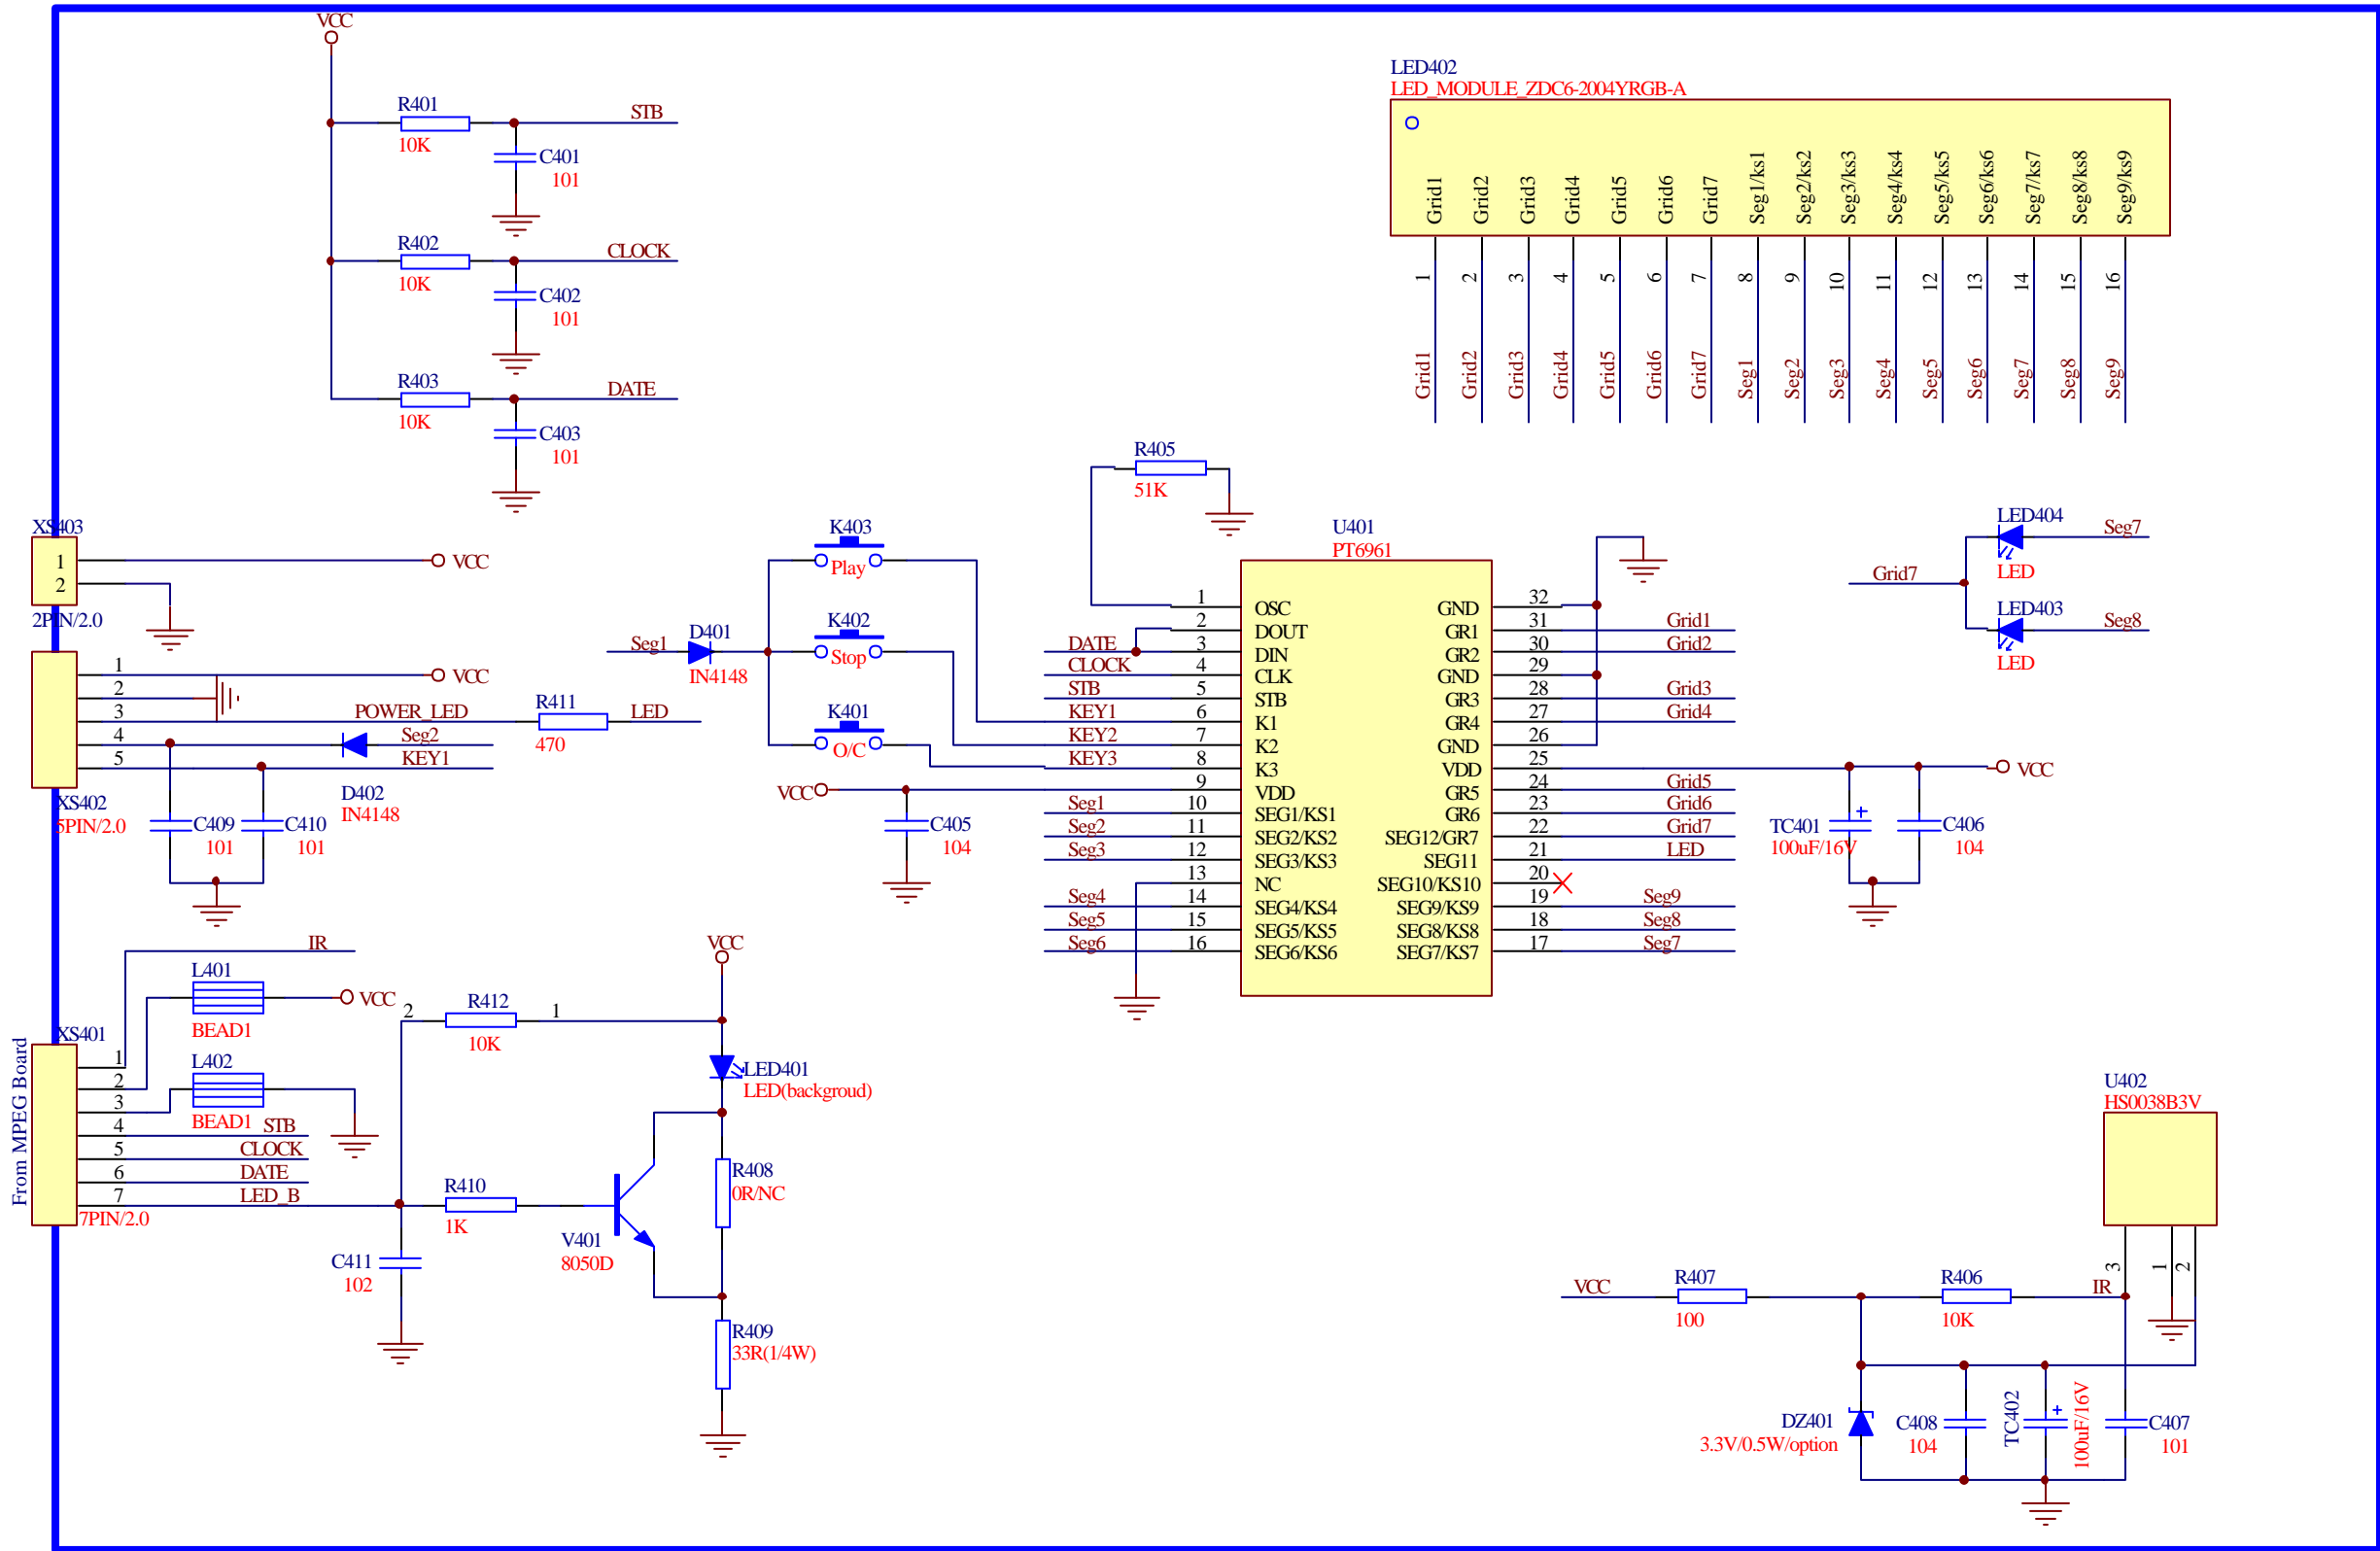 VCC
R401
10K
STB
C401
101
R402
10K
CLOCK
C402
101
R403
10K
DATE
C403
101
LED402
LED_MODULE_ZDC6-2004YRGB-A
Grid1
Grid2
Grid3
Grid4
Grid5
Grid6
Grid7
Seg1/ks1
Seg2/ks2
Seg3/ks3
Seg4/ks4
Seg5/ks5
Seg6/ks6
Seg7/ks7
Seg8/ks8
Seg9/ks9
1
2
3
4
5
6
7
8
9
10
11
12
13
14
15
16
Grid1
Grid2
Grid3
Grid4
Grid5
Grid6
Grid7
Seg1
Seg2
Seg3
Seg4
Seg5
Seg6
Seg7
Seg8
Seg9
XS403
1
2
2PIN/2.0
VCC
1
2
3
4
5
VCC
POWER_LED
R411
470
LED
Seg2
KEY1
D402
IN4148
XS402
5PIN/2.0
C409
101
C410
101
Seg1
D401
IN4148
K403
Play
K402
Stop
K401
O/C
R405
51K
U401
PT6961
DATE
CLOCK
STB
KEY1
KEY2
KEY3
VCC
C405
104
Seg1
Seg2
Seg3
Seg4
Seg5
Seg6
1 OSC
2 DOUT
3 DIN
4 CLK
5 STB
6 K1
7 K2
8 K3
9 VDD
10 SEG1/KS1
11 SEG2/KS2
12 SEG3/KS3
13 NC
14 SEG4/KS4
15 SEG5/KS5
16 SEG6/KS6
GND 32
GR1 31 Grid1
GR2 30 Grid2
GND 29
GR3 28 Grid3
GR4 27 Grid4
GND 26
VDD 25
GR5 24 Grid5
GR6 23 Grid6
SEG12/GR7 22 Grid7
SEG11 21 LED
SEG10/KS10 20
SEG9/KS9 19 Seg9
SEG8/KS8 18 Seg8
SEG7/KS7 17 Seg7
LED404
LED
Seg7
Grid7
LED403
LED
Seg8
VCC
TC401
100uF/16V
C406
104
IR
L401
BEAD1
VCC
XS401
From MPEG Board
1
2
3
4
5
6
7
L402
BEAD1
STB
CLOCK
DATE
LED_B
7PIN/2.0
VCC
2
R412
1
10K
LED401
LED(backgroud)
R408
0R/NC
R410
1K
V401
8050D
C411
102
R409
33R(1/4W)
U402
HS0038B3V
3
1
2
VCC
R407
100
R406
10K
IR
DZ401
3.3V/0.5W/option
C408
104
TC402
100uF/16V
C407
101